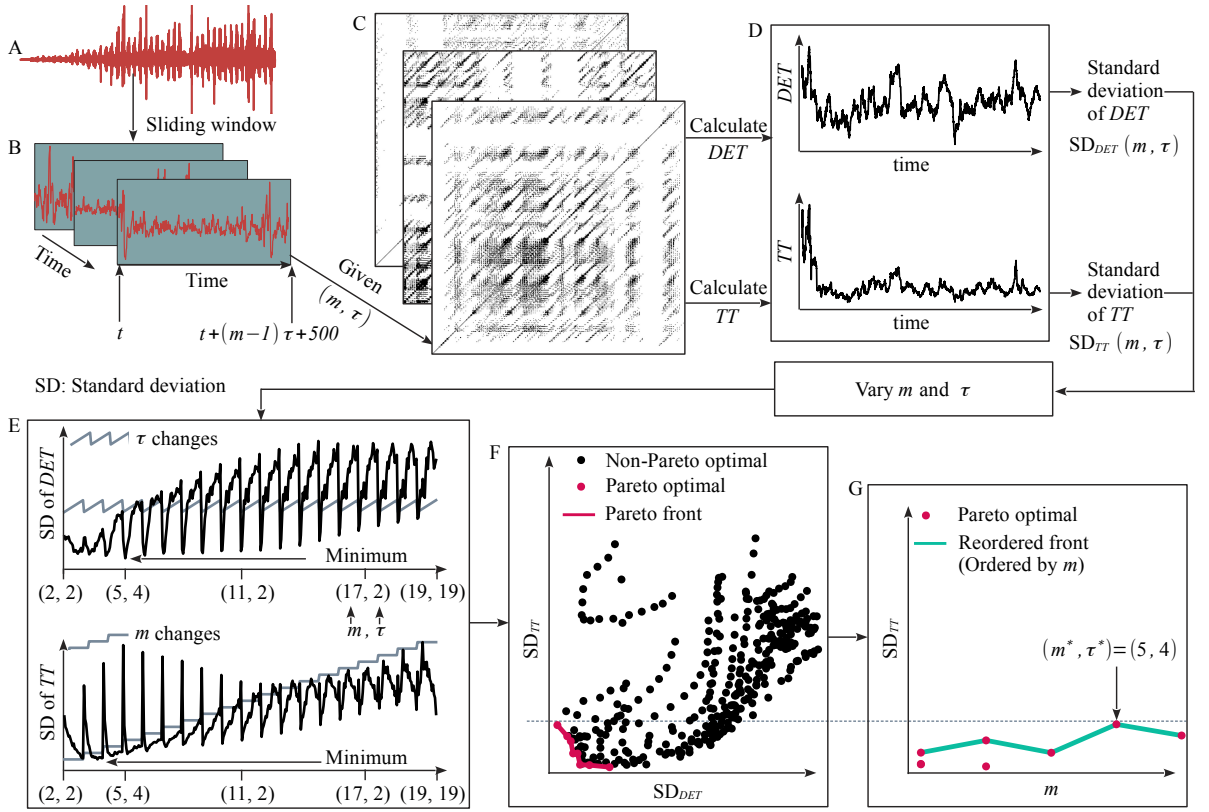 A
Sliding window
B
Time
Time
t
t+(m−1) τ+500
Given
(m, τ)
C
Calculate
DET
Calculate
TT
D
DET
time
TT
time
Standard
deviation
of DET
SD_DET (m, τ)
Standard
deviation
of TT
SD_TT (m, τ)
Vary m and τ
SD: Standard deviation
E
τ changes
SD of DET
Minimum
(2, 2) (5, 4) (11, 2) (17, 2) (19, 19)
m, τ
m changes
SD of TT
Minimum
(2, 2) (5, 4) (11, 2) (17, 2) (19, 19)
F
Non-Pareto optimal
Pareto optimal
Pareto front
SD_TT
SD_DET
G
Pareto optimal
Reordered front
(Ordered by m)
SD_TT
(m*, τ*)=(5, 4)
m